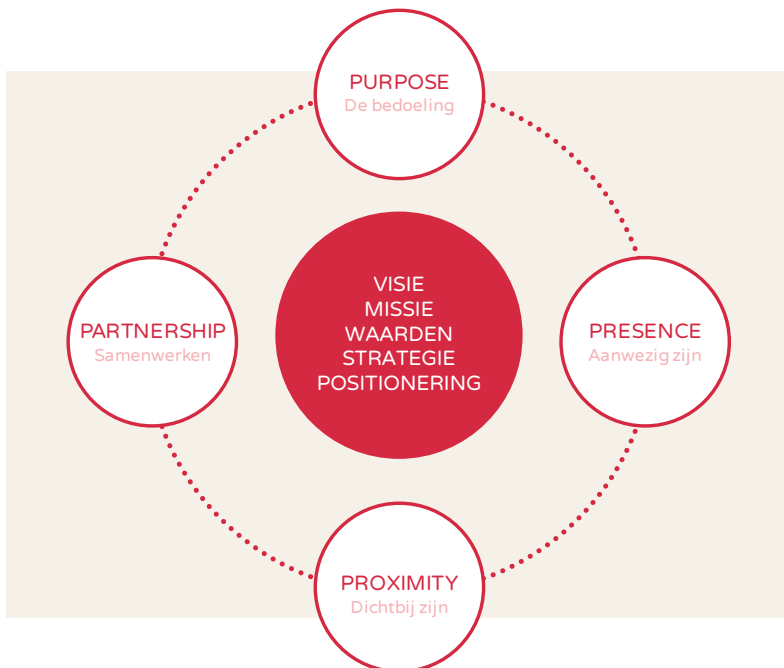 PURPOSE
De bedoeling
VISIE
MISSIE
WAARDEN
STRATEGIE
POSITIONERING
PARTNERSHIP
Samenwerken
PRESENCE
Aanwezig zijn
PROXIMITY
Dichtbij zijn